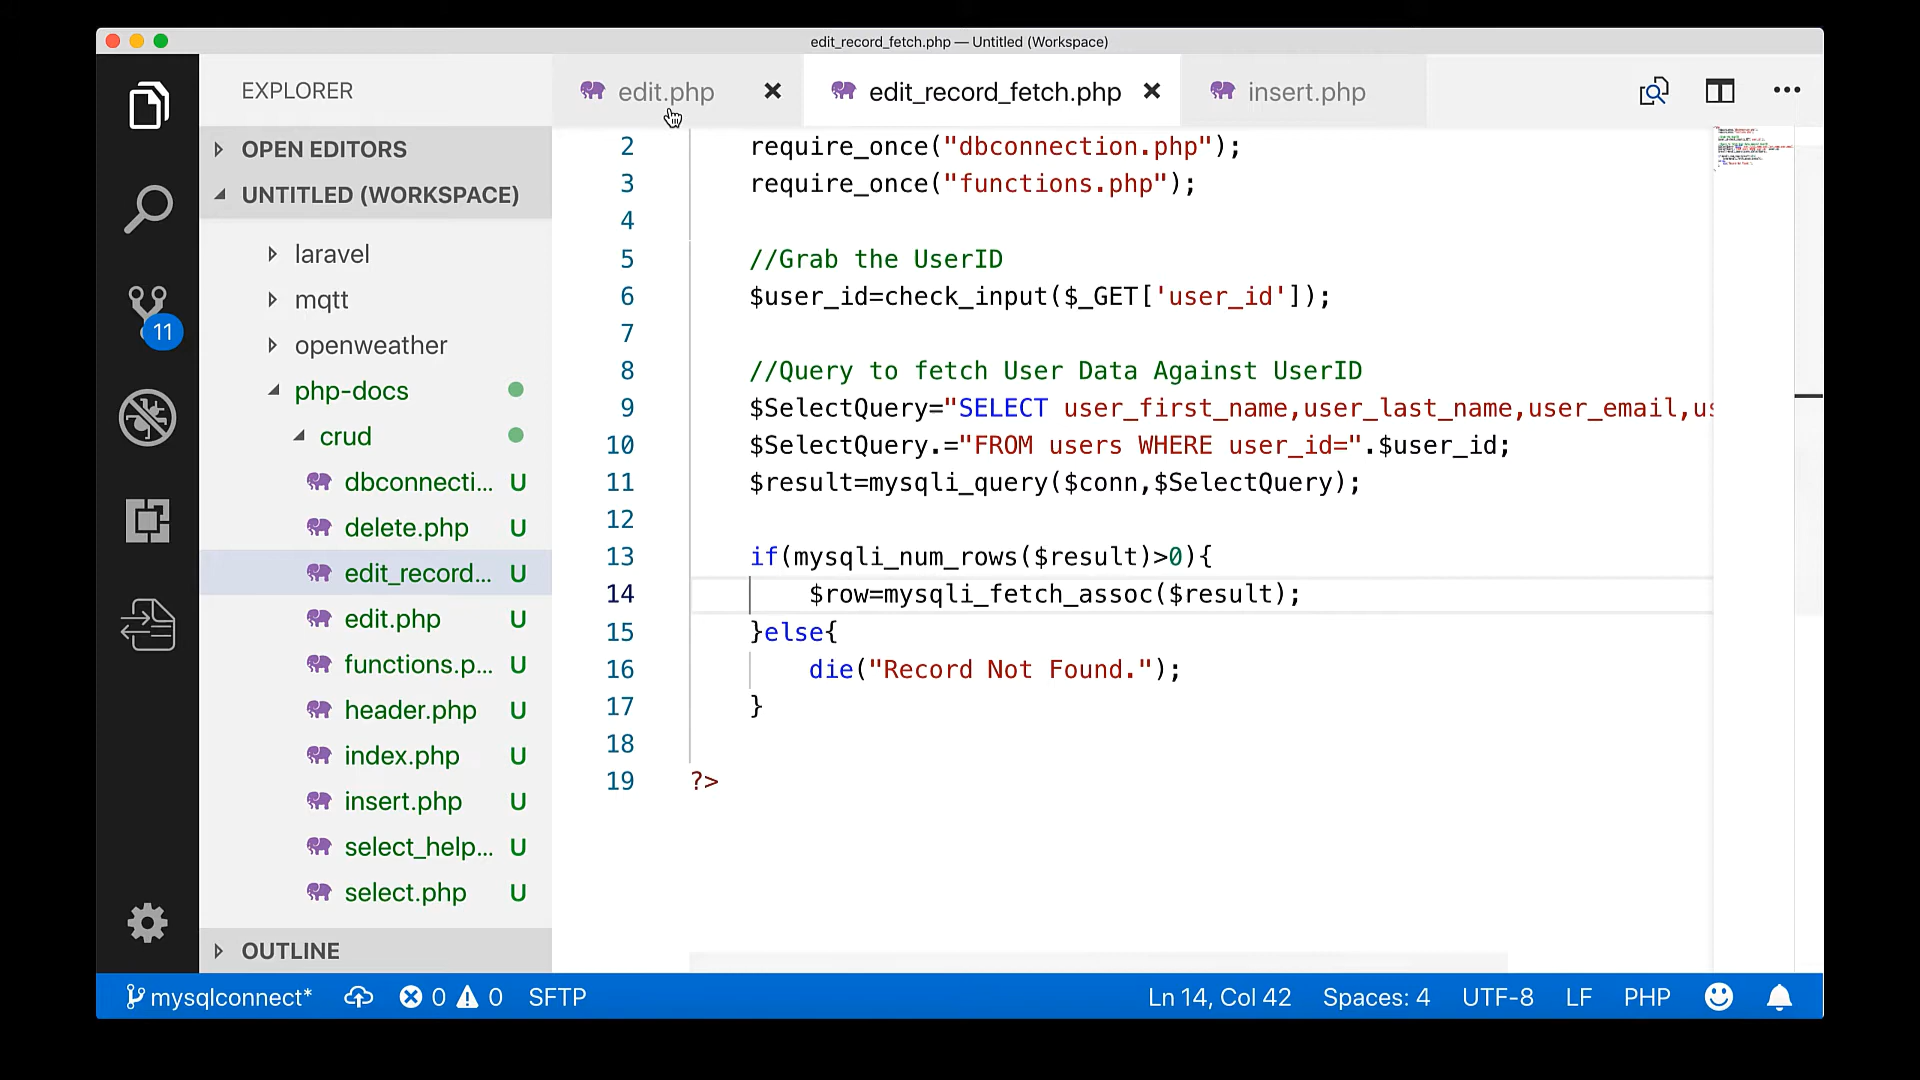 edit_record_fetch.php — Untitled (Workspace)
EXPLORER
edit.php
edit_record_fetch.php
insert.php
OPEN EDITORS
UNTITLED (WORKSPACE)
laravel
mqtt
openweather
php-docs
crud
dbconnecti... U
delete.php U
edit_record... U
edit.php U
functions.p... U
header.php U
index.php U
insert.php U
select_help... U
select.php U
OUTLINE
11
2 require_once("dbconnection.php");
3 require_once("functions.php");
4
5 //Grab the UserID
6 $user_id=check_input($_GET['user_id']);
7
8 //Query to fetch User Data Against UserID
9 $SelectQuery="SELECT user_first_name,user_last_name,user_email,us
10 $SelectQuery.="FROM users WHERE user_id=".$user_id;
11 $result=mysqli_query($conn,$SelectQuery);
12
13 if(mysqli_num_rows($result)>0){
14 $row=mysqli_fetch_assoc($result);
15 }else{
16 die("Record Not Found.");
17 }
18
19 ?>
mysqlconnect* 0 0 SFTP Ln 14, Col 42 Spaces: 4 UTF-8 LF PHP